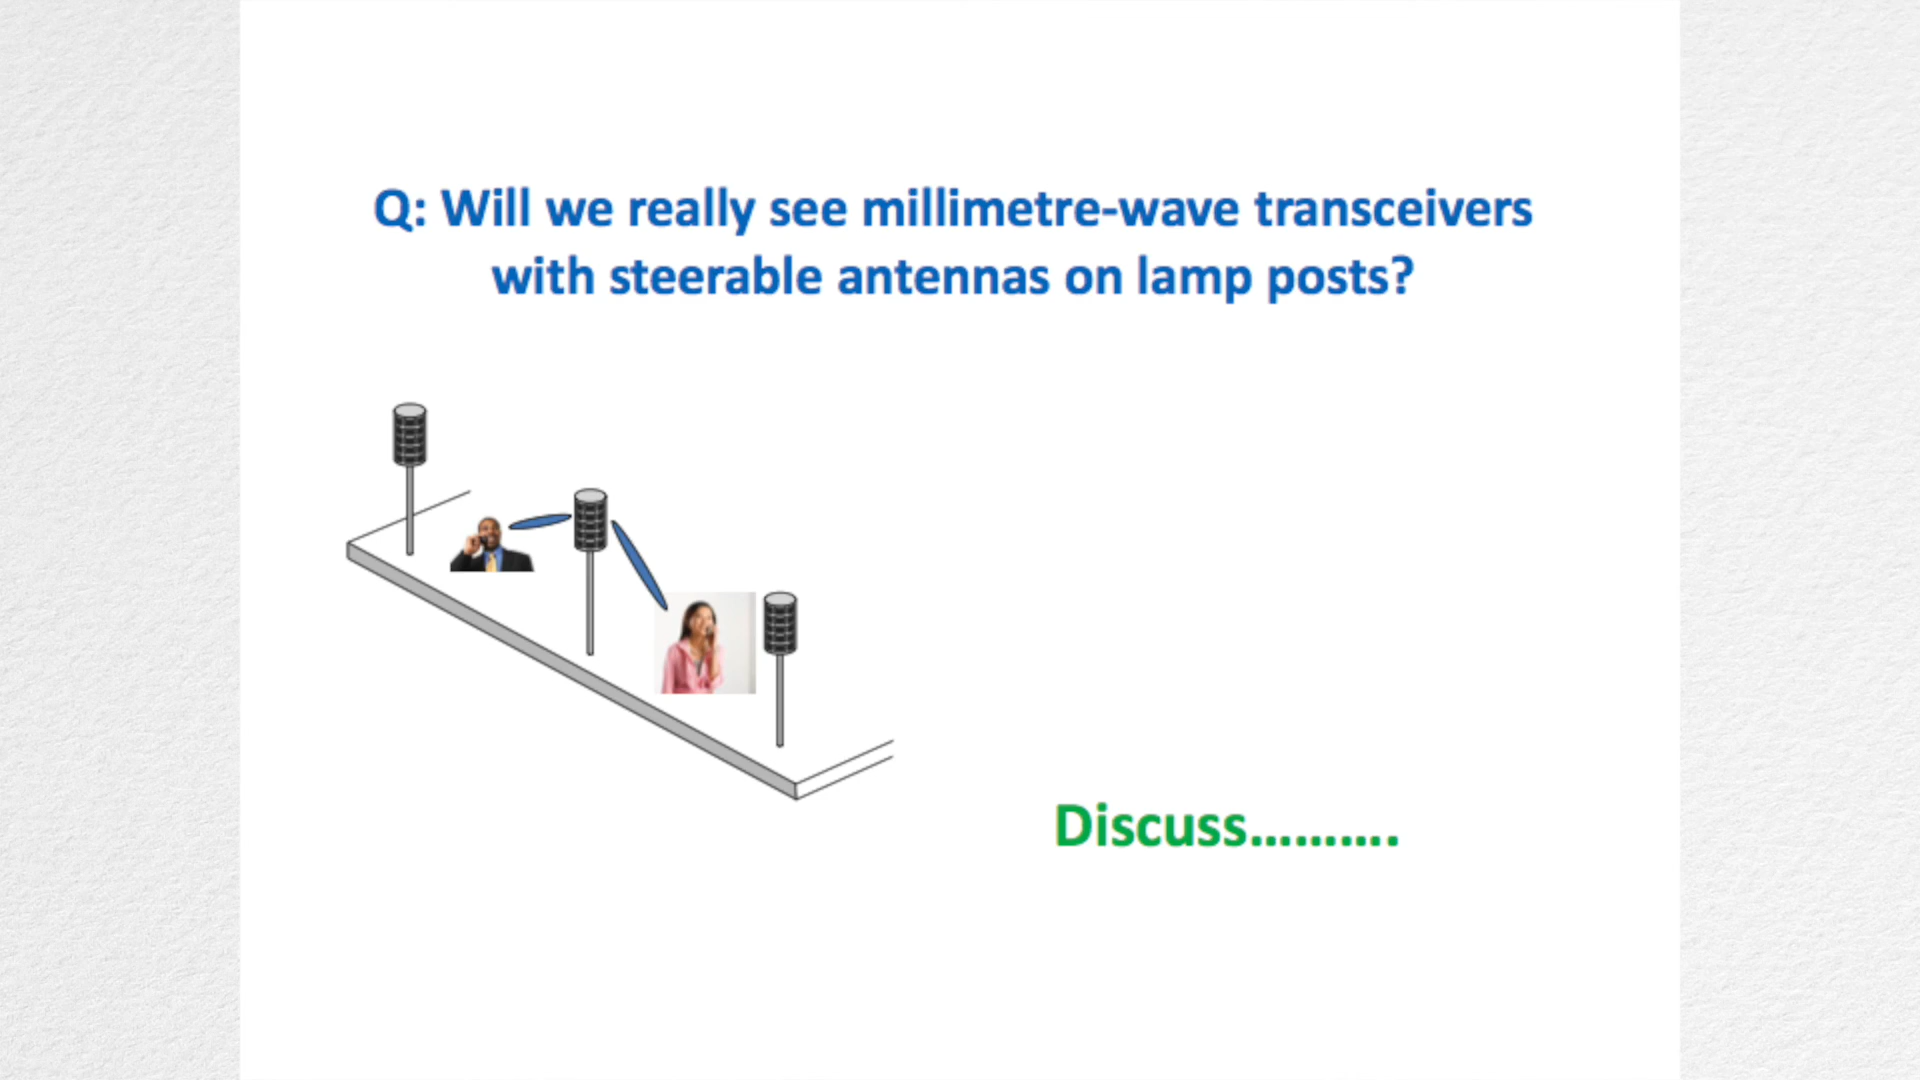 Q: Will we really see millimetre-wave transceivers
with steerable antennas on lamp posts?
Discuss..........